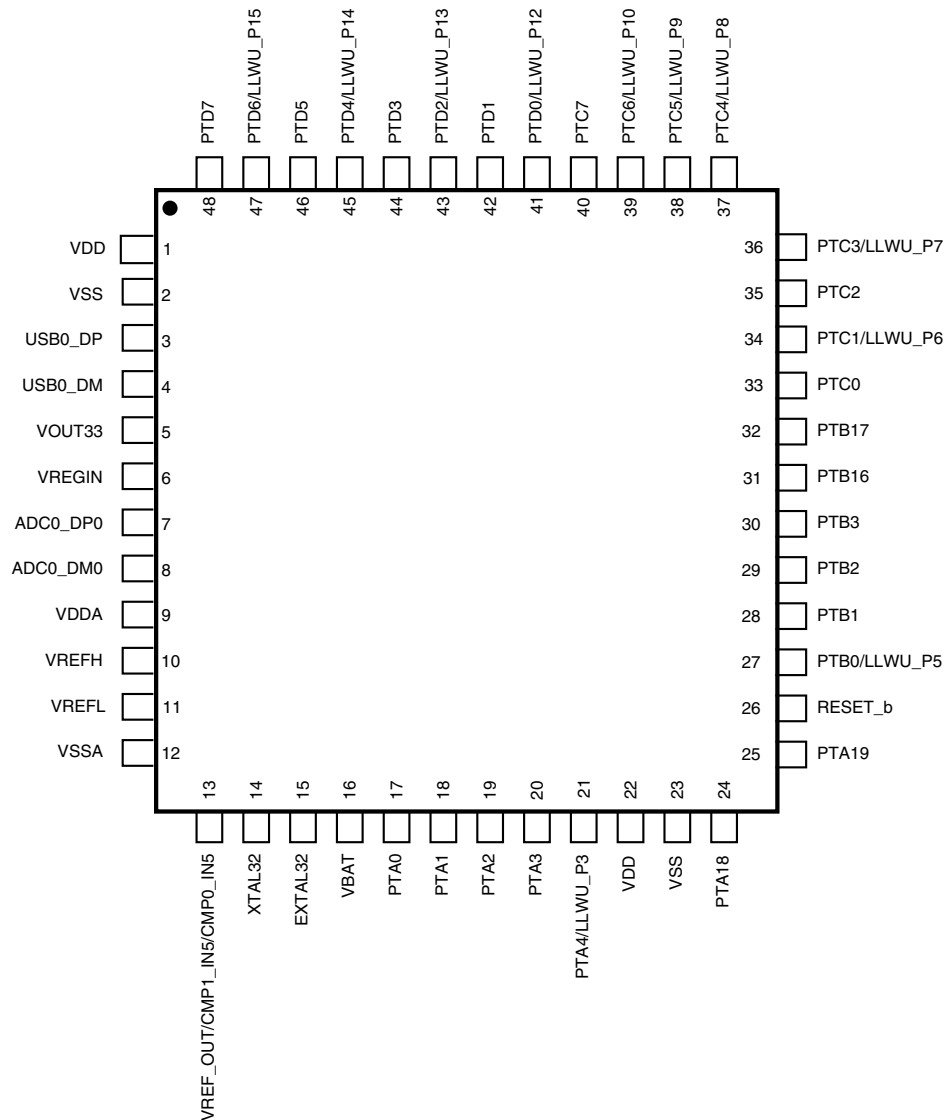 PTD7
PTD6/LLWU_P15
PTD5
PTD4/LLWU_P14
PTD3
PTD2/LLWU_P13
PTD1
PTD0/LLWU_P12
PTC7
PTC6/LLWU_P10
PTC5/LLWU_P9
PTC4/LLWU_P8
48
47
46
45
44
43
42
41
40
39
38
37
VDD 1
36 PTC3/LLWU_P7
VSS 2
35 PTC2
USB0_DP 3
34 PTC1/LLWU_P6
USB0_DM 4
33 PTC0
VOUT33 5
32 PTB17
VREGIN 6
31 PTB16
ADC0_DP0 7
30 PTB3
ADC0_DM0 8
29 PTB2
VDDA 9
28 PTB1
VREFH 10
27 PTB0/LLWU_P5
VREFL 11
26 RESET_b
VSSA 12
25 PTA19
13
14
15
16
17
18
19
20
21
22
23
24
VREF_OUT/CMP1_IN5/CMP0_IN5
XTAL32
EXTAL32
VBAT
PTA0
PTA1
PTA2
PTA3
PTA4/LLWU_P3
VDD
VSS
PTA18